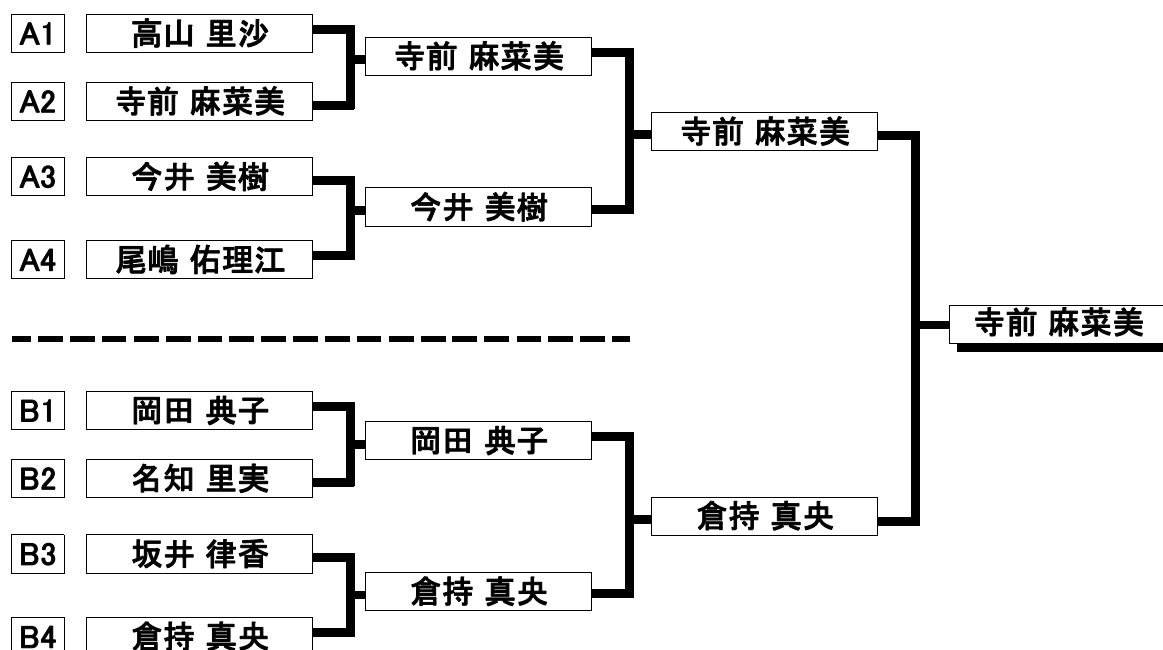 A1 高山 里沙
寺前 麻菜美
A2 寺前 麻菜美
寺前 麻菜美
A3 今井 美樹
今井 美樹
A4 尾嶋 佑理江
寺前 麻菜美
B1 岡田 典子
岡田 典子
B2 名知 里実
倉持 真央
B3 坂井 律香
倉持 真央
B4 倉持 真央